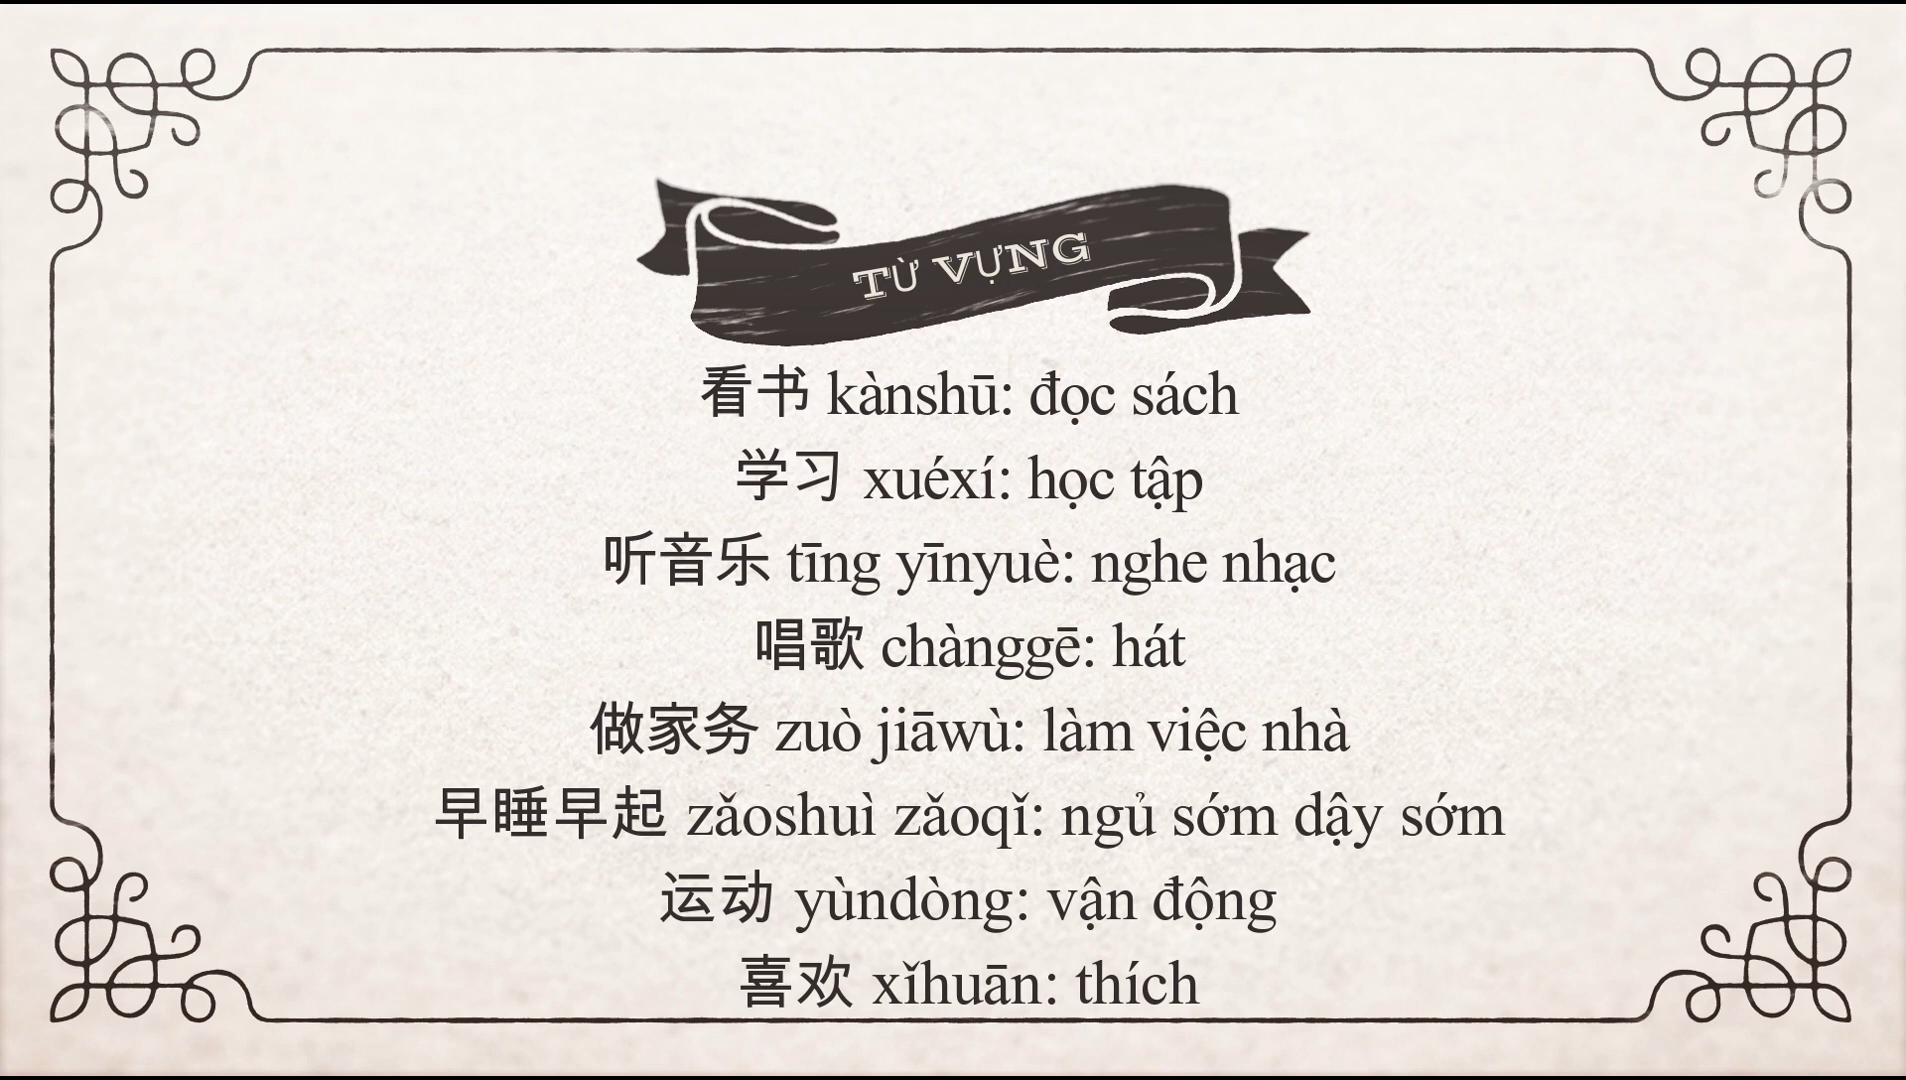 TỪ VỰNG
看书 kànshū: đọc sách
学习 xuéxí: học tập
听音乐 tīng yīnyuè: nghe nhạc
唱歌 chànggē: hát
做家务 zuò jiāwù: làm việc nhà
早睡早起 zǎoshuì zǎoqǐ: ngủ sớm dậy sớm
运动 yùndòng: vận động
喜欢 xǐhuān: thích